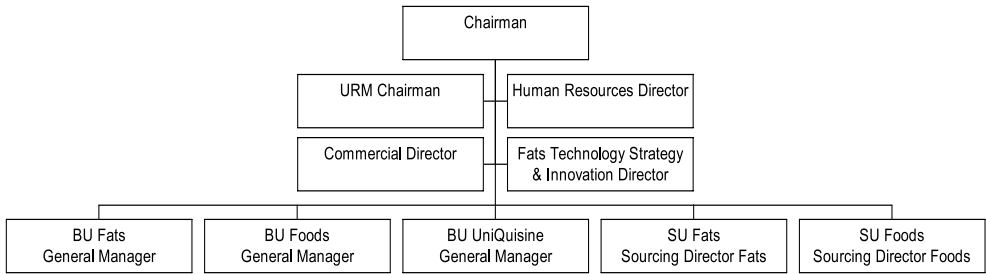 Chairman
URM Chairman
Human Resources Director
Commercial Director
Fats Technology Strategy
& Innovation Director
BU Fats
General Manager
BU Foods
General Manager
BU UniQuisine
General Manager
SU Fats
Sourcing Director Fats
SU Foods
Sourcing Director Foods